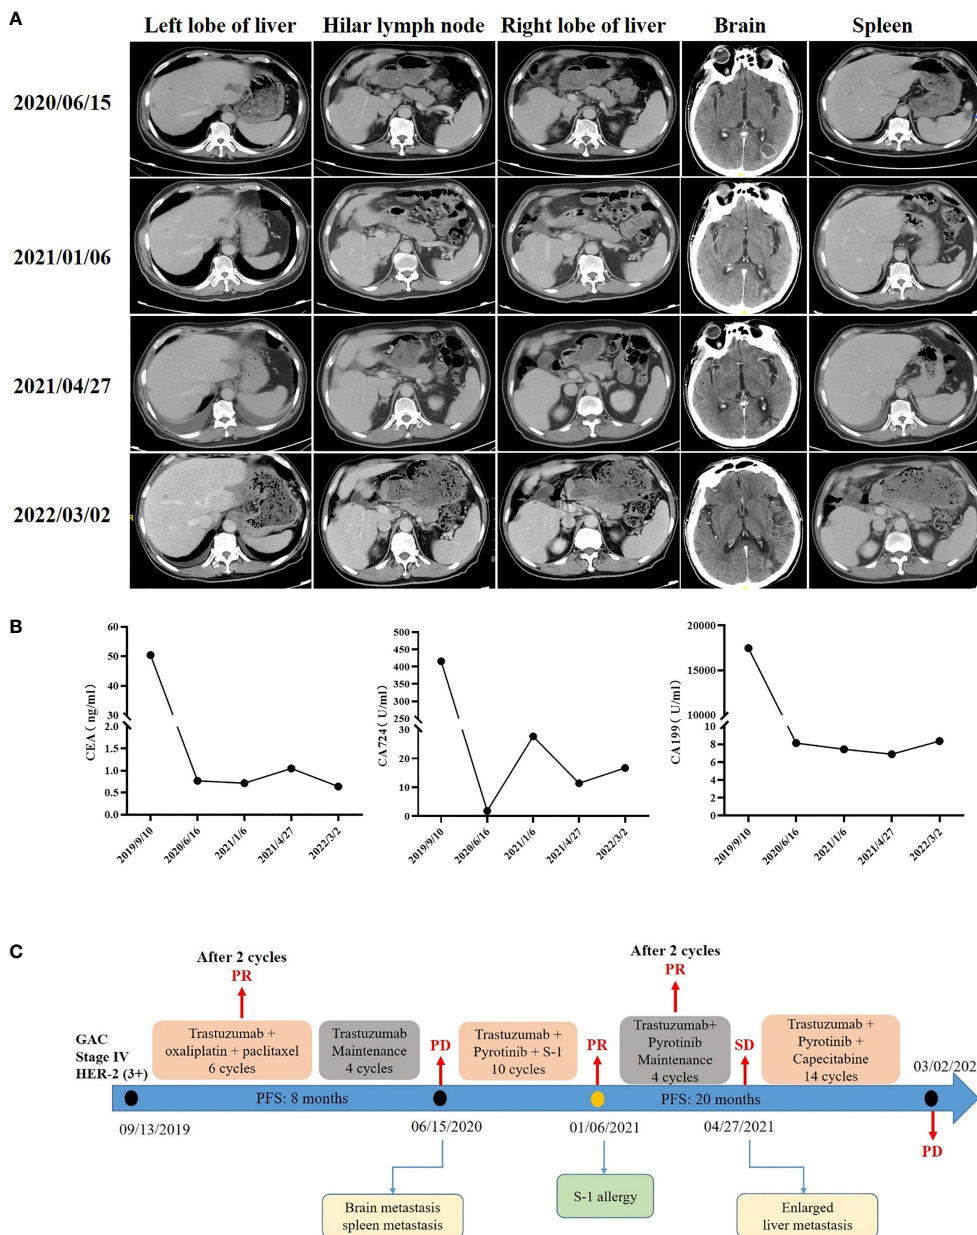 A
Left lobe of liver Hilar lymph node Right lobe of liver Brain Spleen
2020/06/15
2021/01/06
2021/04/27
2022/03/02
R
B
CEA ( ng/ml )
60
50
40
30
2.0
1.5
1.0
0.5
0.0
2019/9/10
2020/6/16
2021/1/6
2021/4/27
2022/3/2
CA724 ( U/ml )
500
450
400
350
300
250
30
20
10
0
2019/9/10
2020/6/16
2021/1/6
2021/4/27
2022/3/2
CA199 ( U/ml )
20000
15000
10000
10
8
6
4
2
0
2019/9/10
2020/6/16
2021/1/6
2021/4/27
2022/3/2
C
After 2 cycles
PR
After 2 cycles
PR
GAC
Stage IV
HER-2 (3+)
Trastuzumab +
oxaliplatin + paclitaxel
6 cycles
Trastuzumab
Maintenance
4 cycles
PD
Trastuzumab +
Pyrotinib + S-1
10 cycles
PR
Trastuzumab+
Pyrotinib
Maintenance
4 cycles
SD
Trastuzumab +
Pyrotinib +
Capecitabine
14 cycles
03/02/202
PFS: 8 months
PFS: 20 months
09/13/2019
06/15/2020
01/06/2021
04/27/2021
PD
Brain metastasis
spleen metastasis
S-1 allergy
Enlarged
liver metastasis